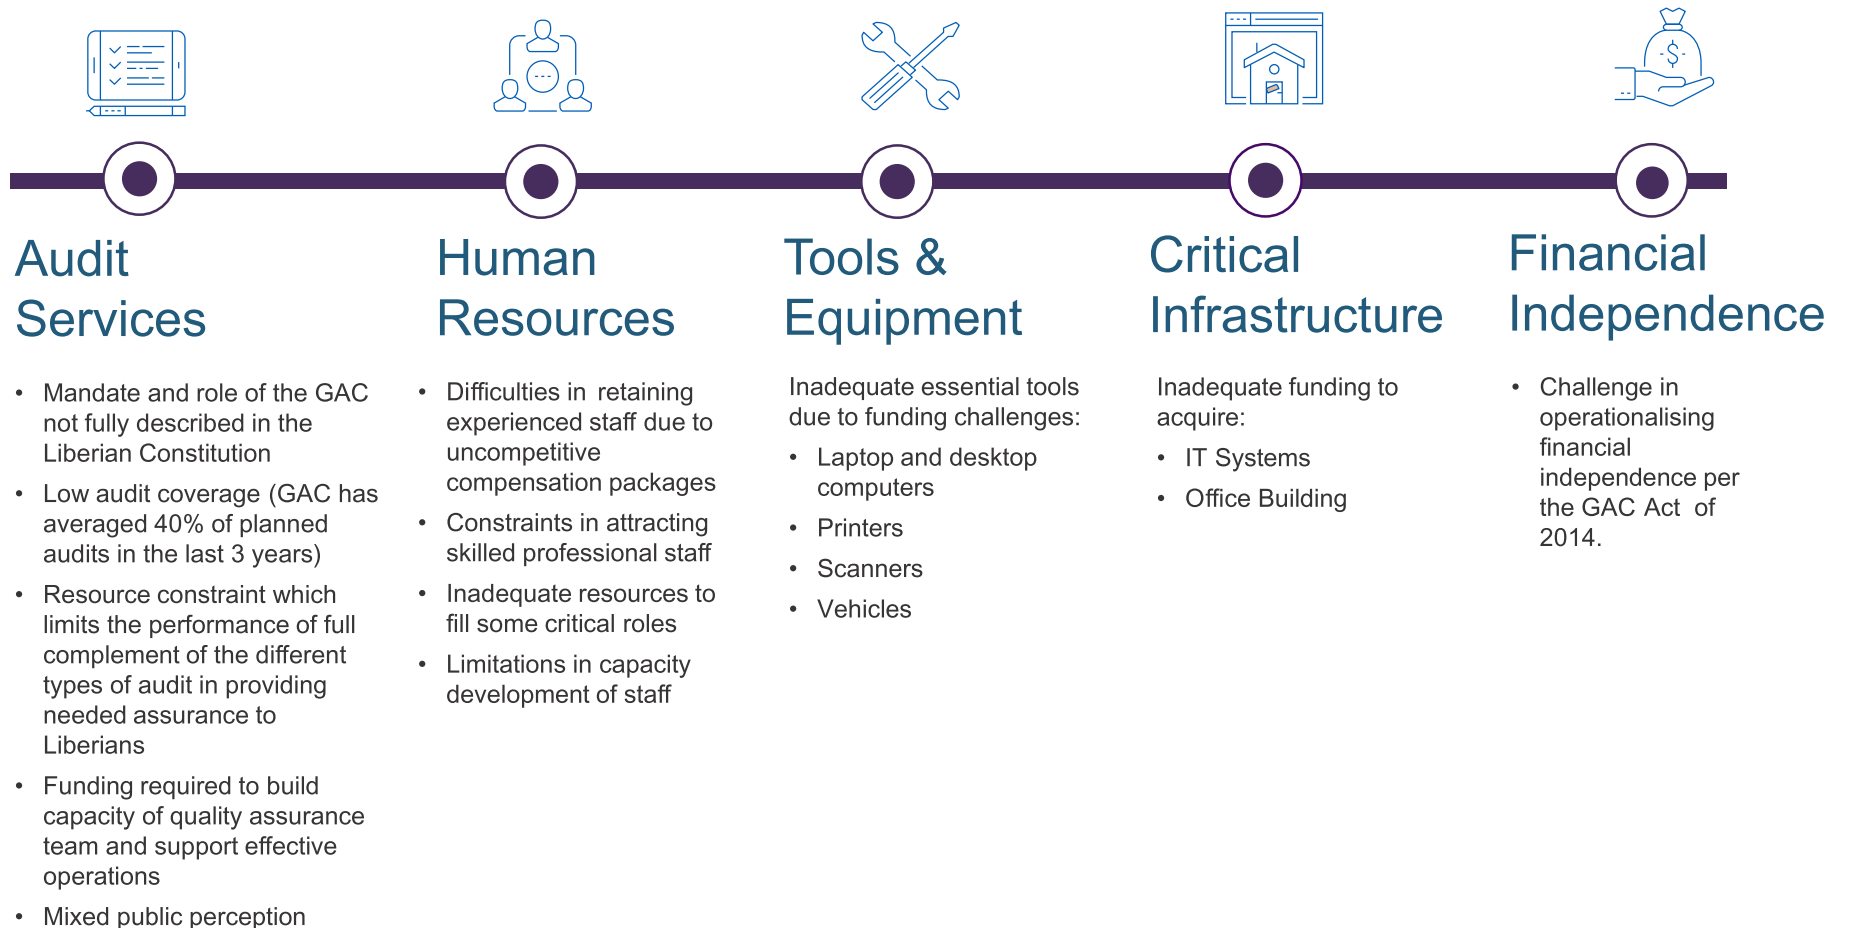 Audit
Services
• Mandate and role of the GAC
not fully described in the
Liberian Constitution
• Low audit coverage (GAC has
averaged 40% of planned
audits in the last 3 years)
• Resource constraint which
limits the performance of full
complement of the different
types of audit in providing
needed assurance to
Liberians
• Funding required to build
capacity of quality assurance
team and support effective
operations
• Mixed public perception
Human
Resources
• Difficulties in retaining
experienced staff due to
uncompetitive
compensation packages
• Constraints in attracting
skilled professional staff
• Inadequate resources to
fill some critical roles
• Limitations in capacity
development of staff
Tools &
Equipment
Inadequate essential tools
due to funding challenges:
• Laptop and desktop
computers
• Printers
• Scanners
• Vehicles
Critical
Infrastructure
Inadequate funding to
acquire:
• IT Systems
• Office Building
$
Financial
Independence
• Challenge in
operationalising
financial
independence per
the GAC Act of
2014.